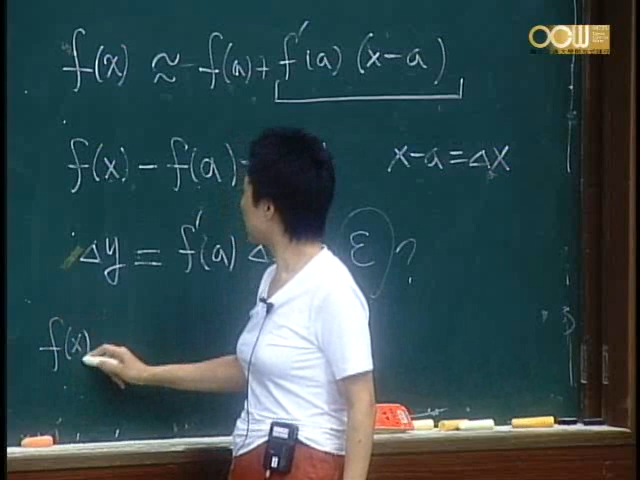 OCW
f(x) ≈ f(a) + f'(a) (x-a)
f(x) - f(a)
x-a = Δx
Δy = f'(a) Δ
ε ?
f(x)